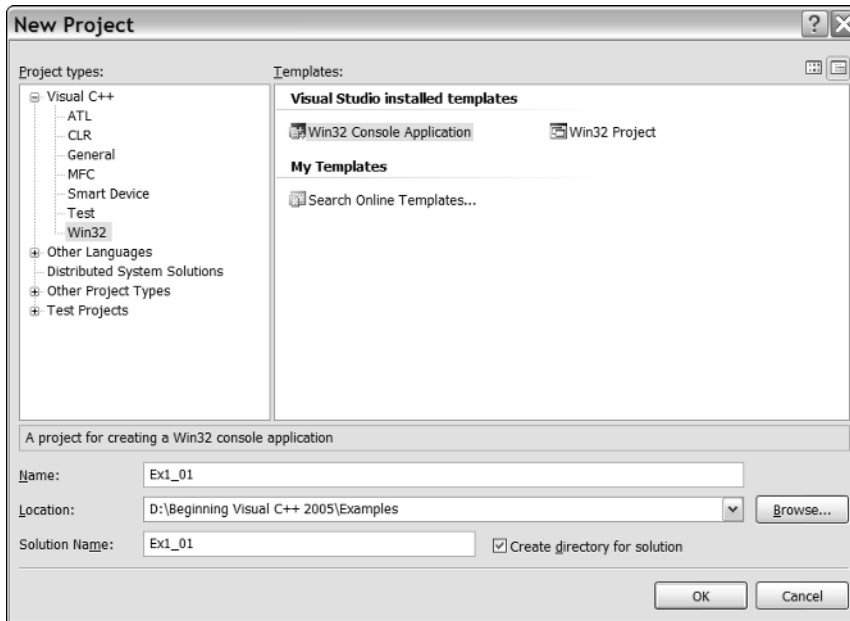 New Project
Project types:
Templates:
Visual C++
ATL
CLR
General
MFC
Smart Device
Test
Win32
Other Languages
Distributed System Solutions
Other Project Types
Test Projects
Visual Studio installed templates
Win32 Console Application
Win32 Project
My Templates
Search Online Templates...
A project for creating a Win32 console application
Name: Ex1_01
Location: D:\Beginning Visual C++ 2005\Examples Browse...
Solution Name: Ex1_01 Create directory for solution
OK Cancel